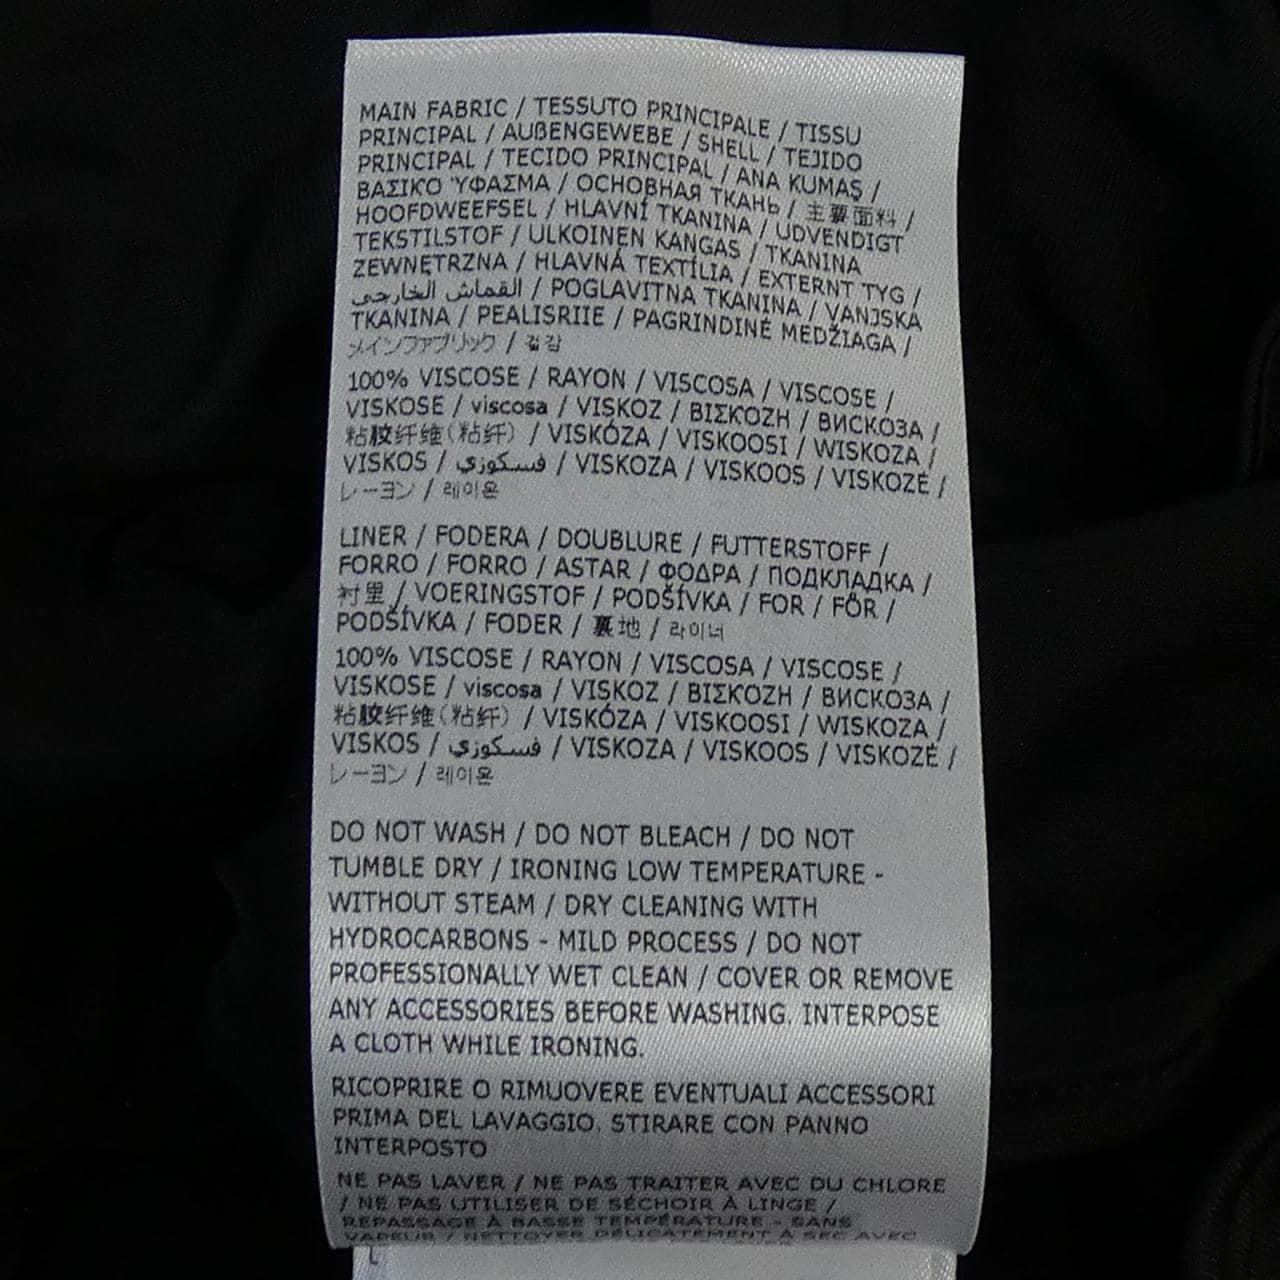 MAIN FABRIC / TESSUTO PRINCIPALE / TISSU
PRINCIPAL / AUßENGEWEBE / SHELL / TEJIDO
PRINCIPAL / TECIDO PRINCIPAL / ANA KUMAŞ /
ΒΑΣΙΚΌ ΎΦΑΣΜΑ / ОСНОВНАЯ ТКАНЬ / 主要面料 /
HOOFDWEEFSEL / HLAVNÍ TKANINA / UDVENDIGT
TEKSTILSTOF / ULKOINEN KANGAS / TKANINA
ZEWNĘTRZNA / HLAVNÁ TEXTÍLIA / EXTERNT TYG /
القماش الخارجي / POGLAVITNA TKANINA / VANJSKA
TKANINA / PEALISRIIE / PAGRINDINĖ MEDŽIAGA /
メインファブリック / 겉감
100% VISCOSE / RAYON / VISCOSA / VISCOSE /
VISKOSE / viscosa / VISKOZ / ΒΙΣΚΌΖΗ / ВИСКОЗА /
粘胶纤维(粘纤) / VISKÓZA / VISKOOSI / WISKOZA /
VISKOS / فسكوزي / VISKOZA / VISKOOS / VISKOZĖ /
レーヨン / 레이온
LINER / FODERA / DOUBLURE / FUTTERSTOFF /
FORRO / FORRO / ASTAR / ΦΟΔΡΑ / ПОДКЛАДКА /
衬里 / VOERINGSTOF / PODŠÍVKA / FOR / FÓR /
PODŠÍVKA / FODER / 裏地 / 라이너
100% VISCOSE / RAYON / VISCOSA / VISCOSE /
VISKOSE / viscosa / VISKOZ / ΒΙΣΚΌΖΗ / ВИСКОЗА /
粘胶纤维(粘纤) / VISKÓZA / VISKOOSI / WISKOZA /
VISKOS / فسكوزي / VISKOZA / VISKOOS / VISKOZĖ /
レーヨン / 레이온
DO NOT WASH / DO NOT BLEACH / DO NOT
TUMBLE DRY / IRONING LOW TEMPERATURE -
WITHOUT STEAM / DRY CLEANING WITH
HYDROCARBONS - MILD PROCESS / DO NOT
PROFESSIONALLY WET CLEAN / COVER OR REMOVE
ANY ACCESSORIES BEFORE WASHING. INTERPOSE
A CLOTH WHILE IRONING.
RICOPRIRE O RIMUOVERE EVENTUALI ACCESSORI
PRIMA DEL LAVAGGIO. STIRARE CON PANNO
INTERPOSTO
NE PAS LAVER / NE PAS TRAITER AVEC DU CHLORE
/ NE PAS UTILISER DE SÉCHOIR À LINGE /
REPASSAGE À BASSE TEMPÉRATURE - SANS
VAPEUR / NETTOYER DÉLICATEMENT À SEC AVEC